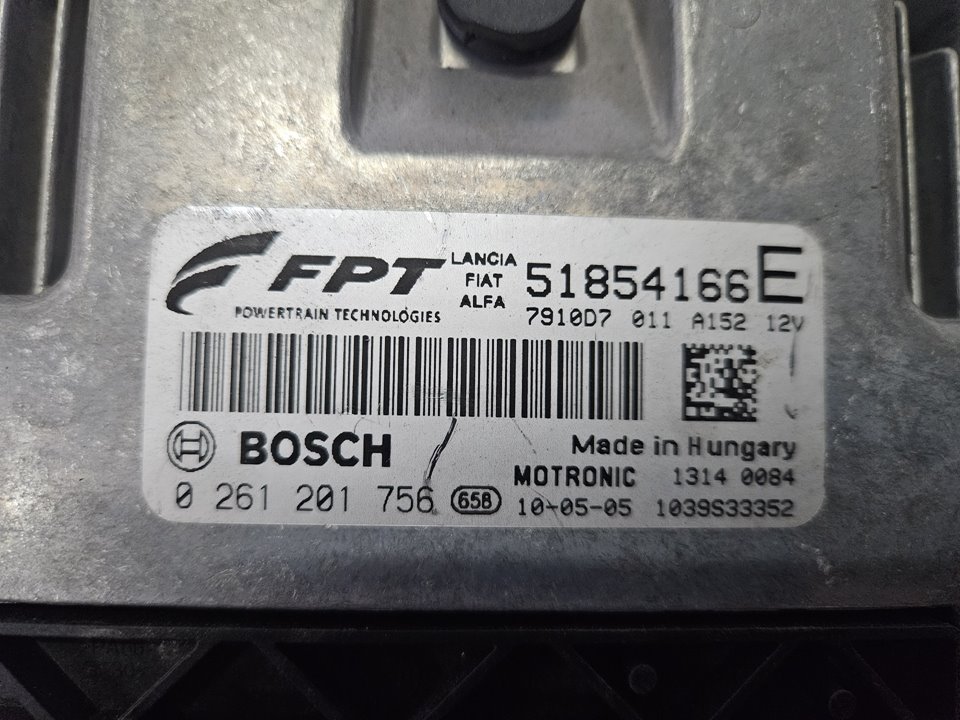 FPT
POWERTRAIN TECHNOLOGIES
LANCIA
FIAT
ALFA
51854166 E
7910D7 011 A152 12V
BOSCH
Made in Hungary
MOTRONIC 1314 0084
0 261 201 756 658 10-05-05 1039S33352